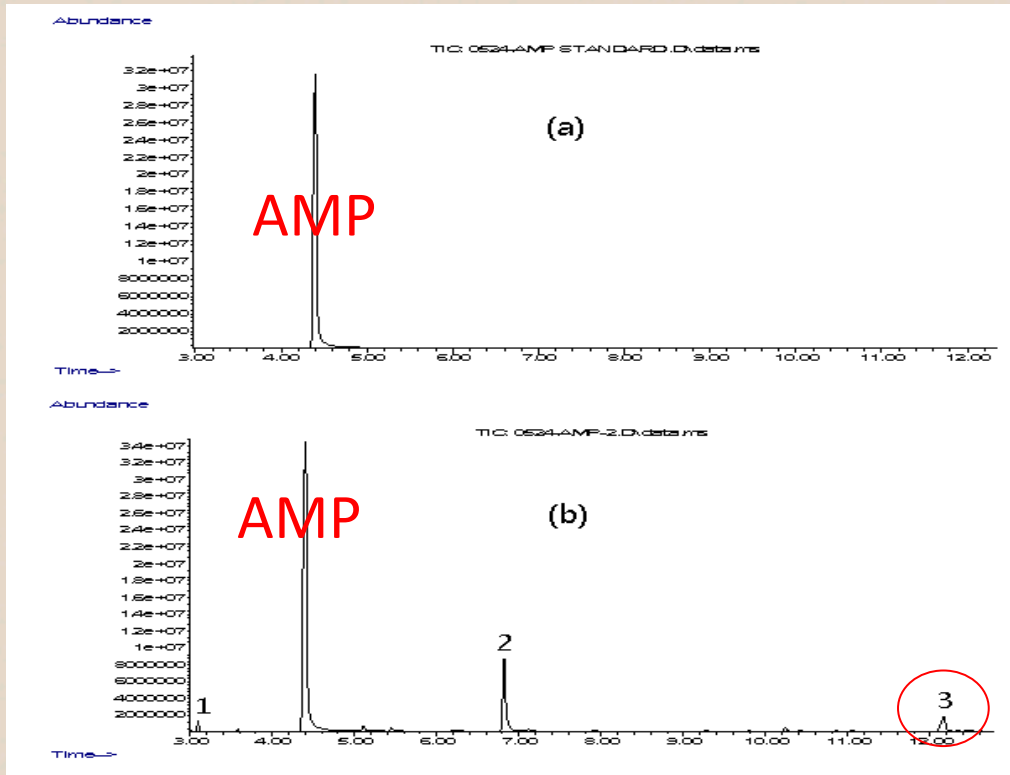 Abundance
TIC: 0524.AMP STANDARD.D\data.ms
3.2e+07
3e+07
2.8e+07
2.6e+07
2.4e+07
2.2e+07
2e+07
1.8e+07
1.6e+07
1.4e+07
1.2e+07
1e+07
8000000
6000000
4000000
2000000
(a)
AMP
3.00 4.00 5.00 6.00 7.00 8.00 9.00 10.00 11.00 12.00
Time-->
Abundance
TIC: 0524.AMP-2.D\data.ms
3.4e+07
3.2e+07
3e+07
2.8e+07
2.6e+07
2.4e+07
2.2e+07
2e+07
1.8e+07
1.6e+07
1.4e+07
1.2e+07
1e+07
8000000
6000000
4000000
2000000
(b)
AMP
1
2
3
3.00 4.00 5.00 6.00 7.00 8.00 9.00 10.00 11.00 12.00
Time-->